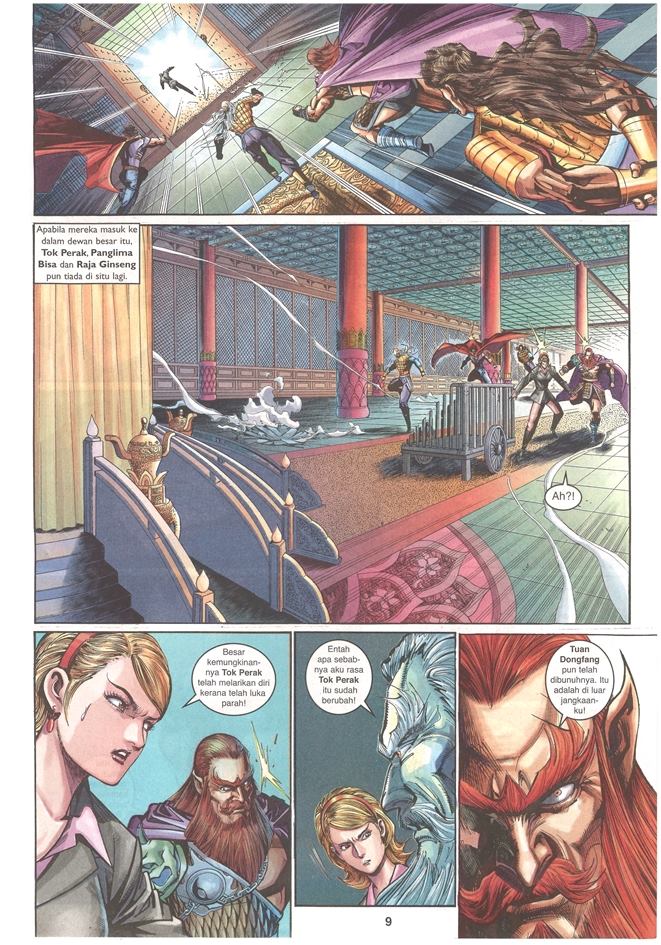 Apabila mereka masuk ke
dalam dewan besar itu,
Tok Perak, Panglima
Bisa dan Raja Ginseng
pun tiada di situ lagi.
Ah?!
Besar
kemungkinan-
nya Tok Perak
telah melarikan diri
kerana telah luka
parah!
Entah
apa sebab-
nya aku rasa
Tok Perak
itu sudah
berubah!
Tuan
Dongfang
pun telah
dibunuhnya. Itu
adalah di luar
jangkaan-
ku!
9